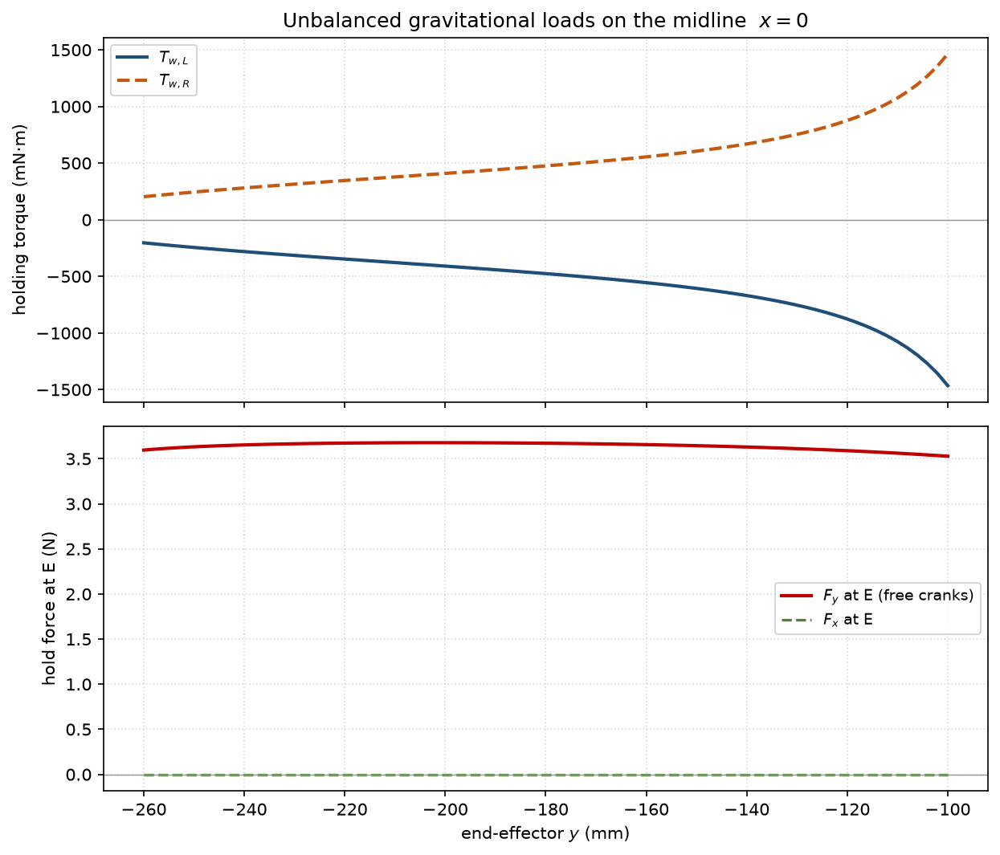 Unbalanced gravitational loads on the midline x = 0
holding torque (mN·m)
1500
1000
500
0
−500
−1000
−1500
T_{w,L}
T_{w,R}
hold force at E (N)
3.5
3.0
2.5
2.0
1.5
1.0
0.5
0.0
F_y at E (free cranks)
F_x at E
−260 −240 −220 −200 −180 −160 −140 −120 −100
end-effector y (mm)